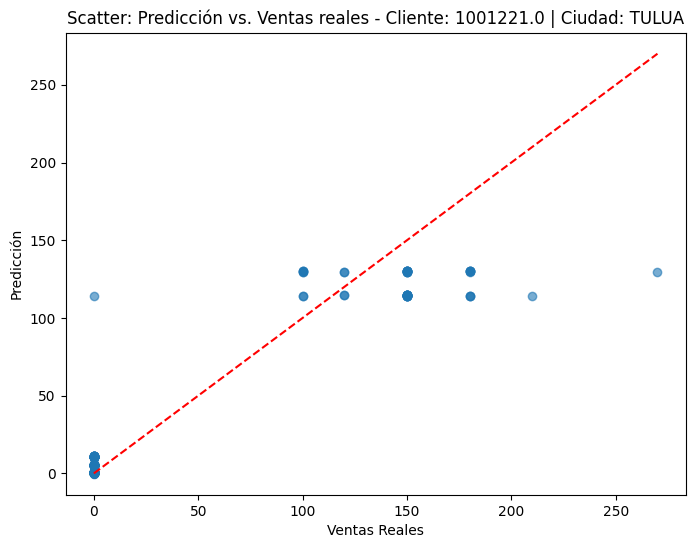 Scatter: Predicción vs. Ventas reales - Cliente: 1001221.0 | Ciudad: TULUA
250
200
150
100
50
0
Predicción
0 50 100 150 200 250
Ventas Reales